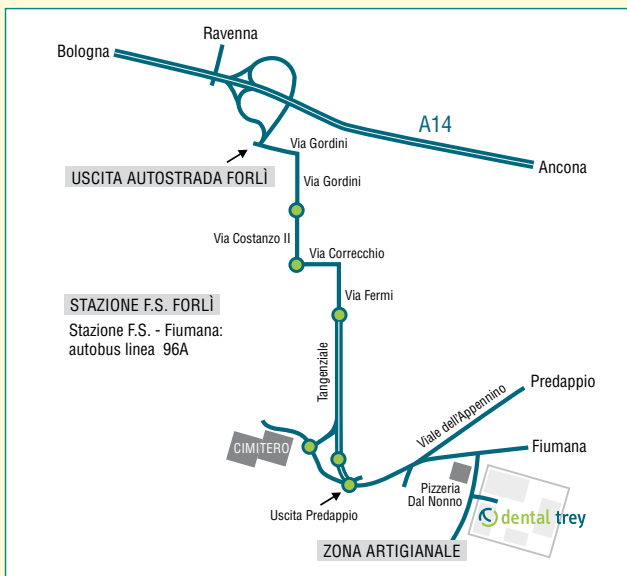 Ravenna
Bologna
A14
Via Gordini
Ancona
USCITA AUTOSTRADA FORLÌ
Via Gordini
Via Costanzo II
Via Correcchio
Via Fermi
STAZIONE F.S. FORLÌ
Stazione F.S. - Fiumana:
autobus linea 96A
Tangenziale
Predappio
Viale dell'Appennino
Fiumana
CIMITERO
Pizzeria
Dal Nonno
Uscita Predappio
dental trey
ZONA ARTIGIANALE